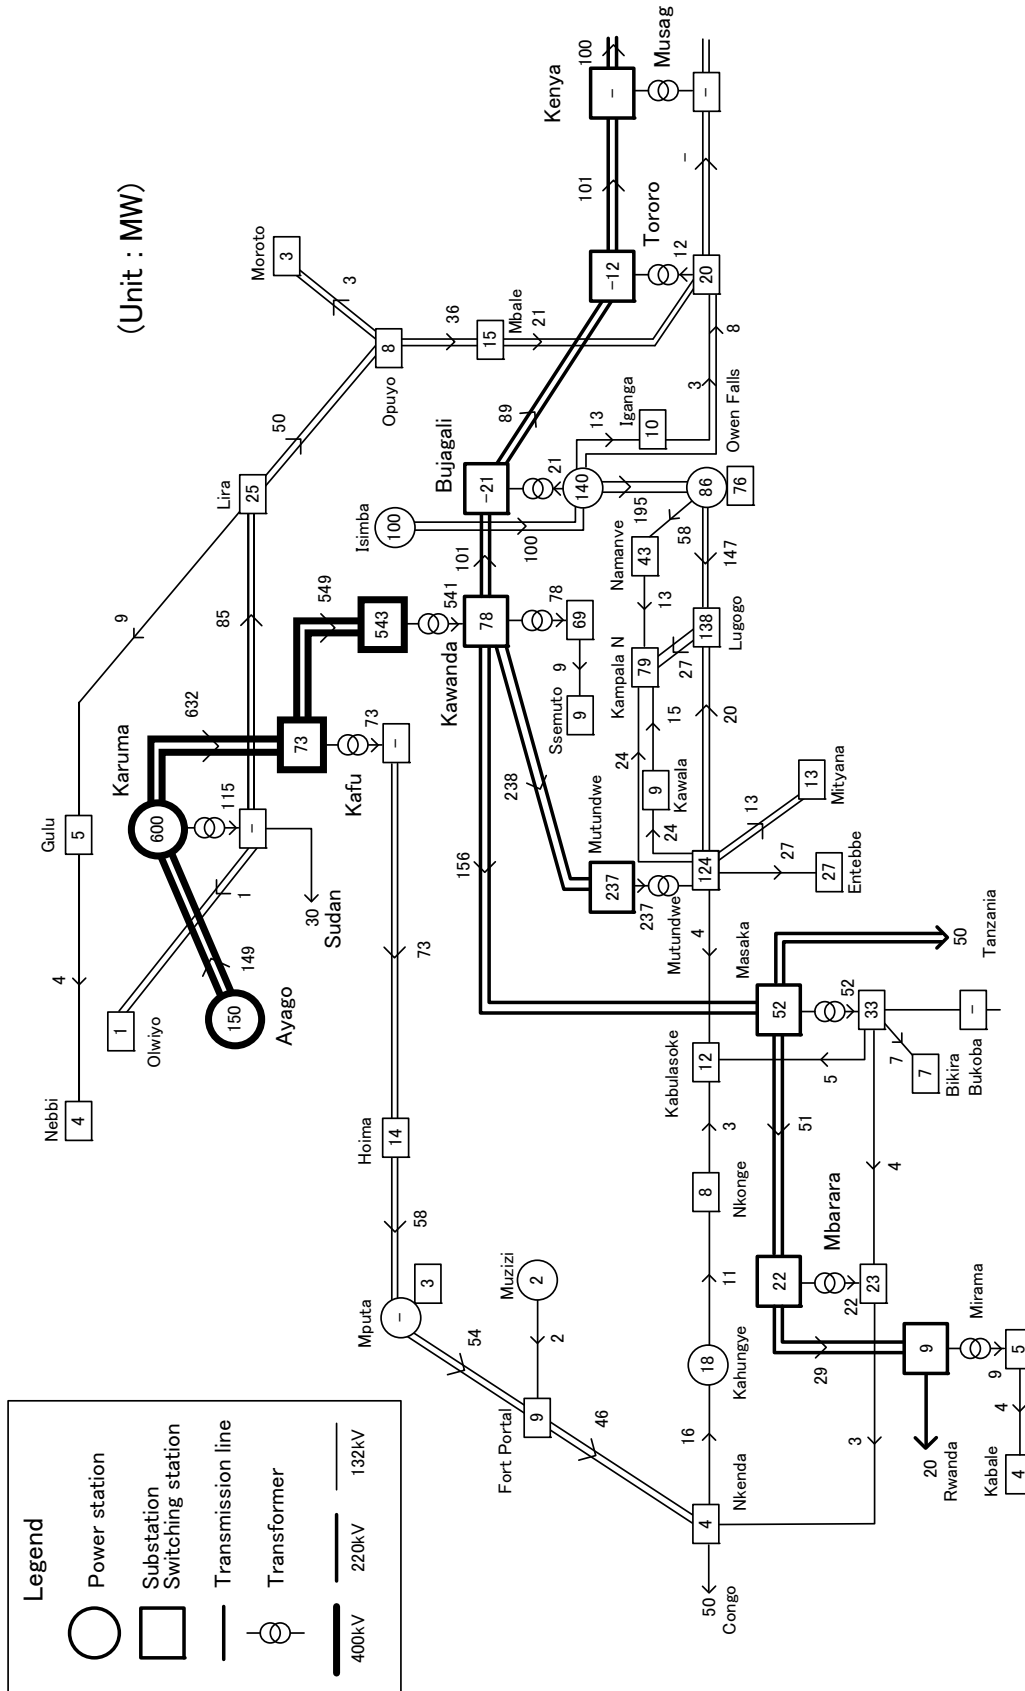 (Unit : MW)
Legend
Power station
Substation
Switching station
Transmission line
Transformer
400kV
220kV
132kV
Nebbi
4
4
Gulu
5
9
Lira
25
50
Moroto
3
3
Opuyo
8
36
15
Mbale
21
Olwiyo
1
1
Ayago
150
149
Karuma
600
115
-
30
Sudan
85
632
73
Kafu
73
-
549
543
541
Kawanda
78
101
Bujagali
-21
89
-12
Tororo
101
Kenya
-
100
Musag
-
-
12
20
8
3
Owen Falls
Iganga
10
13
21
140
Isimba
100
100
195
86
76
58
Namanve
43
13
147
Lugogo
138
27
Kampala N
79
15
24
20
Kawala
9
24
78
69
9
Ssemuto
9
238
156
Mutundwe
237
237
Mutundwe
124
13
Mityana
13
27
Entebbe
27
4
Masaka
52
50
Tanzania
52
33
7
7
Bikira
Bukoba
-
5
Kabulasoke
12
3
Nkonge
8
11
Kahungye
18
16
Nkenda
4
50
Congo
51
4
Mbarara
22
22
23
3
29
9
20
Rwanda
Mirama
9
5
4
Kabale
4
73
Hoima
14
58
Mputa
-
3
54
Muzizi
2
2
Fort Portal
9
46